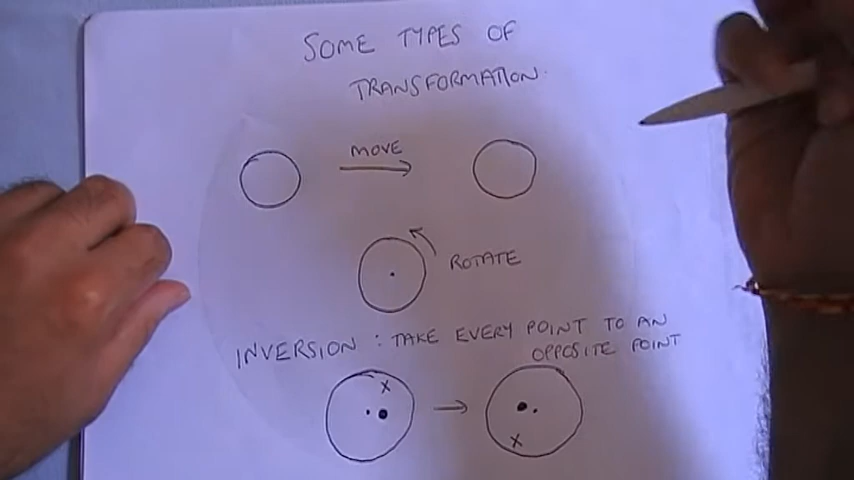 SOME TYPES OF
TRANSFORMATION.
MOVE
ROTATE
INVERSION : TAKE EVERY POINT TO AN
OPPOSITE POINT
x
x